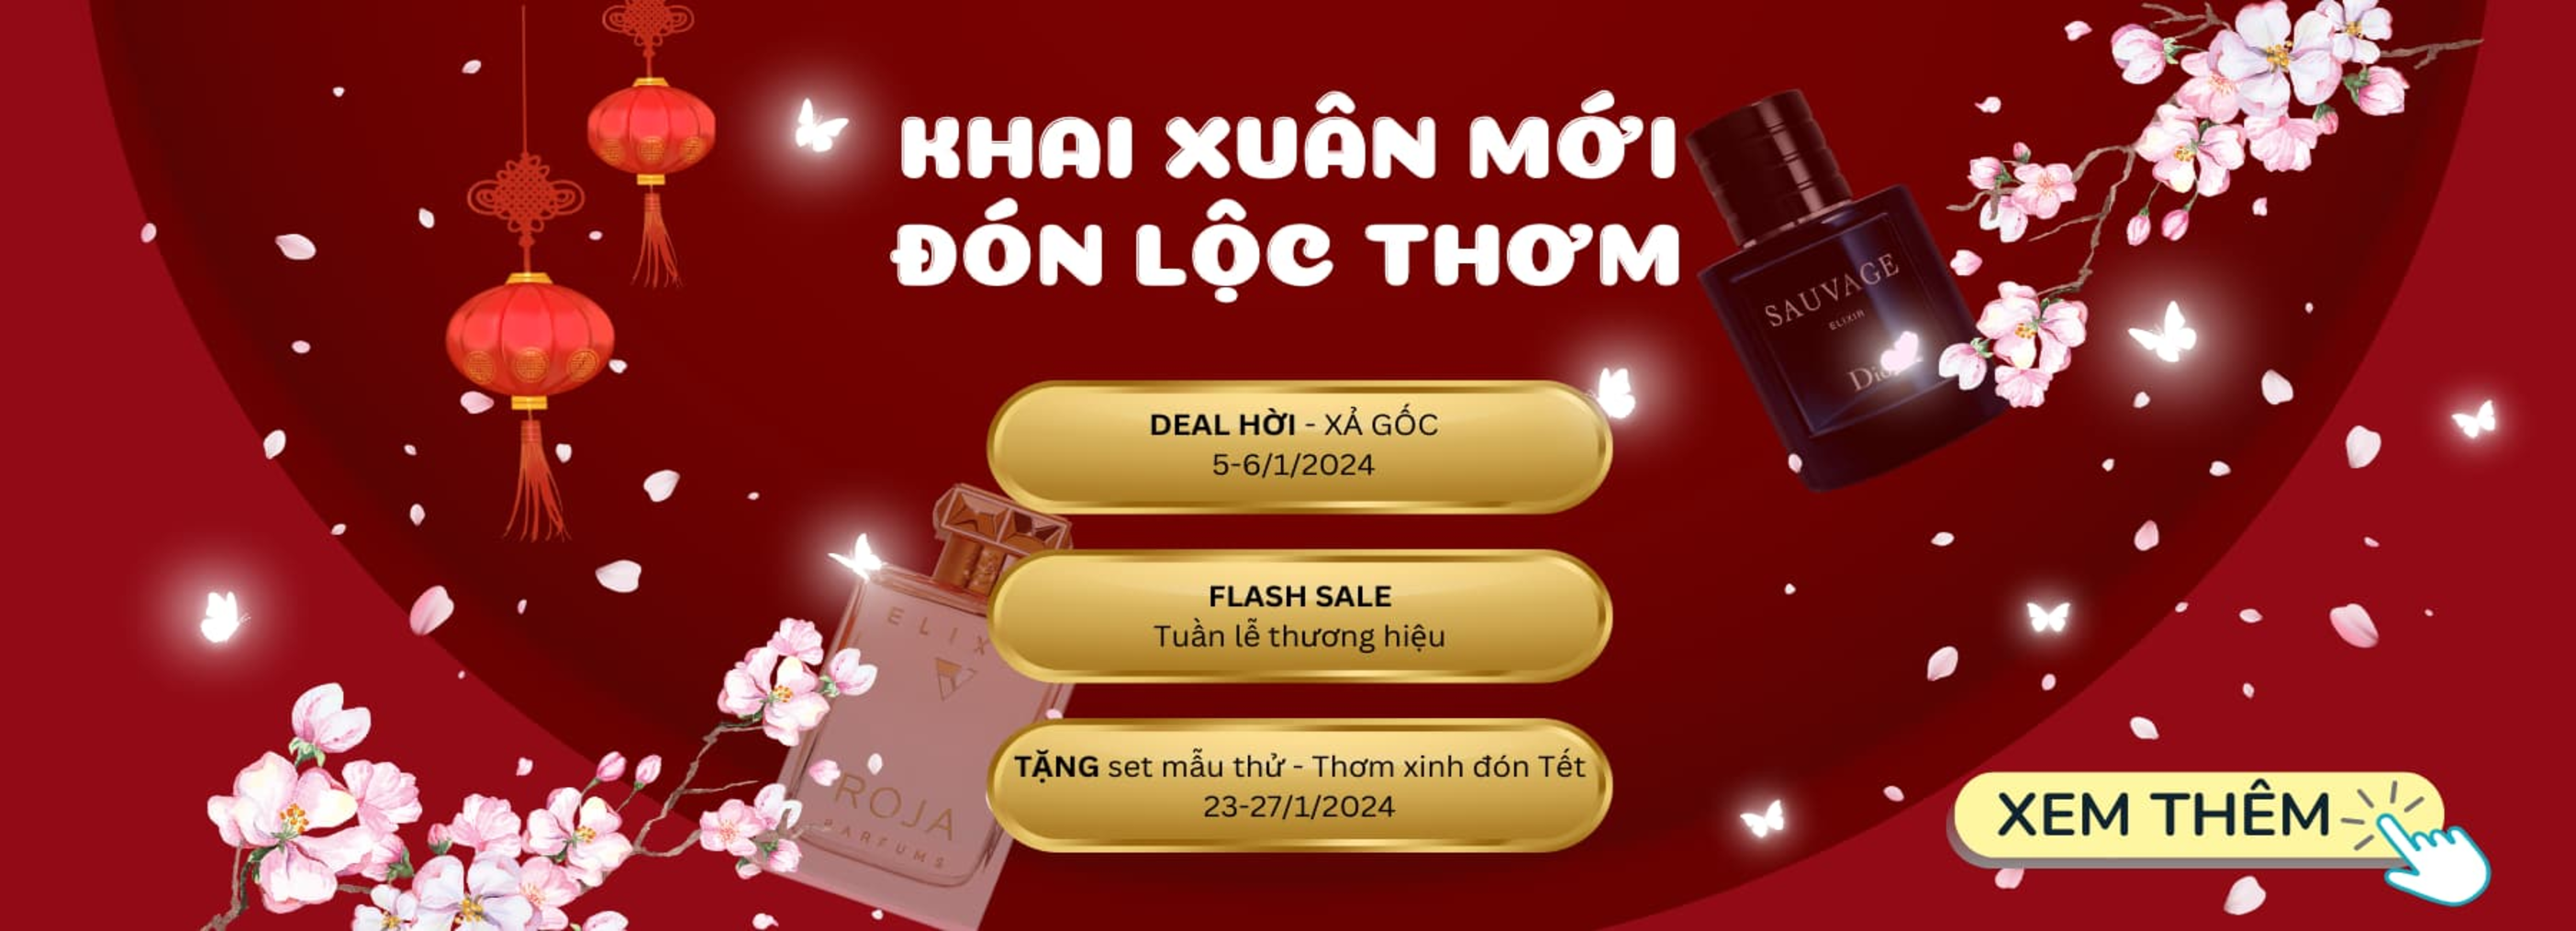 KHAI XUÂN MỚI
ĐÓN LỘC THƠM
SAUVAGE
ELIXIR
DEAL HỜI - XẢ GỐC
5-6/1/2024
FLASH SALE
Tuần lễ thương hiệu
ELIX
ROJA
PARFUMS
TẶNG set mẫu thử - Thơm xinh đón Tết
23-27/1/2024
XEM THÊM